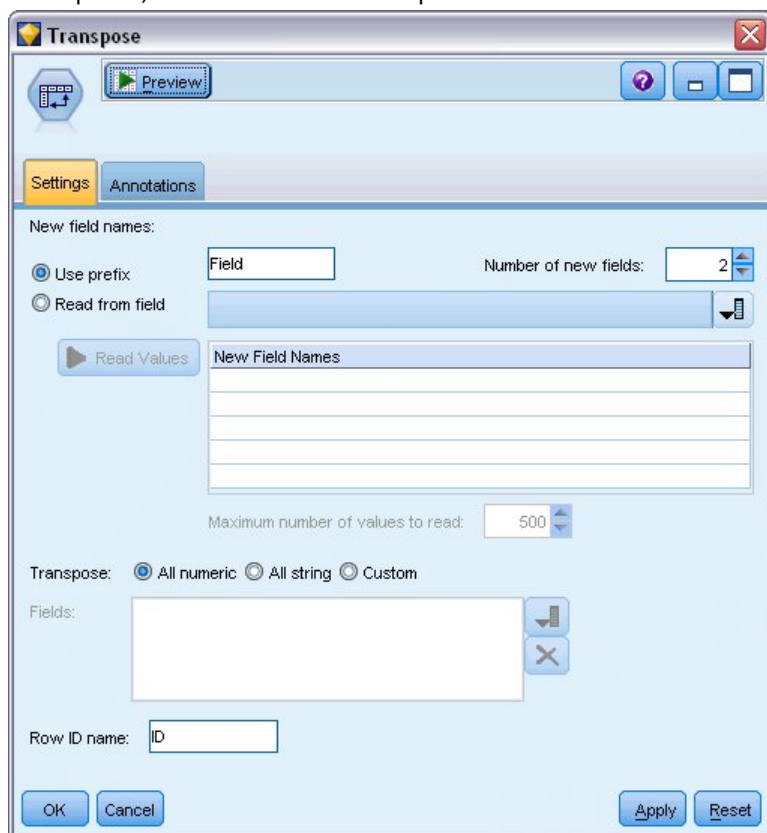 Transpose
Preview
Settings Annotations
New field names:
Use prefix Field Number of new fields: 2
Read from field
Read Values New Field Names
Maximum number of values to read: 500
Transpose: All numeric All string Custom
Fields:
Row ID name: ID
OK Cancel Apply Reset